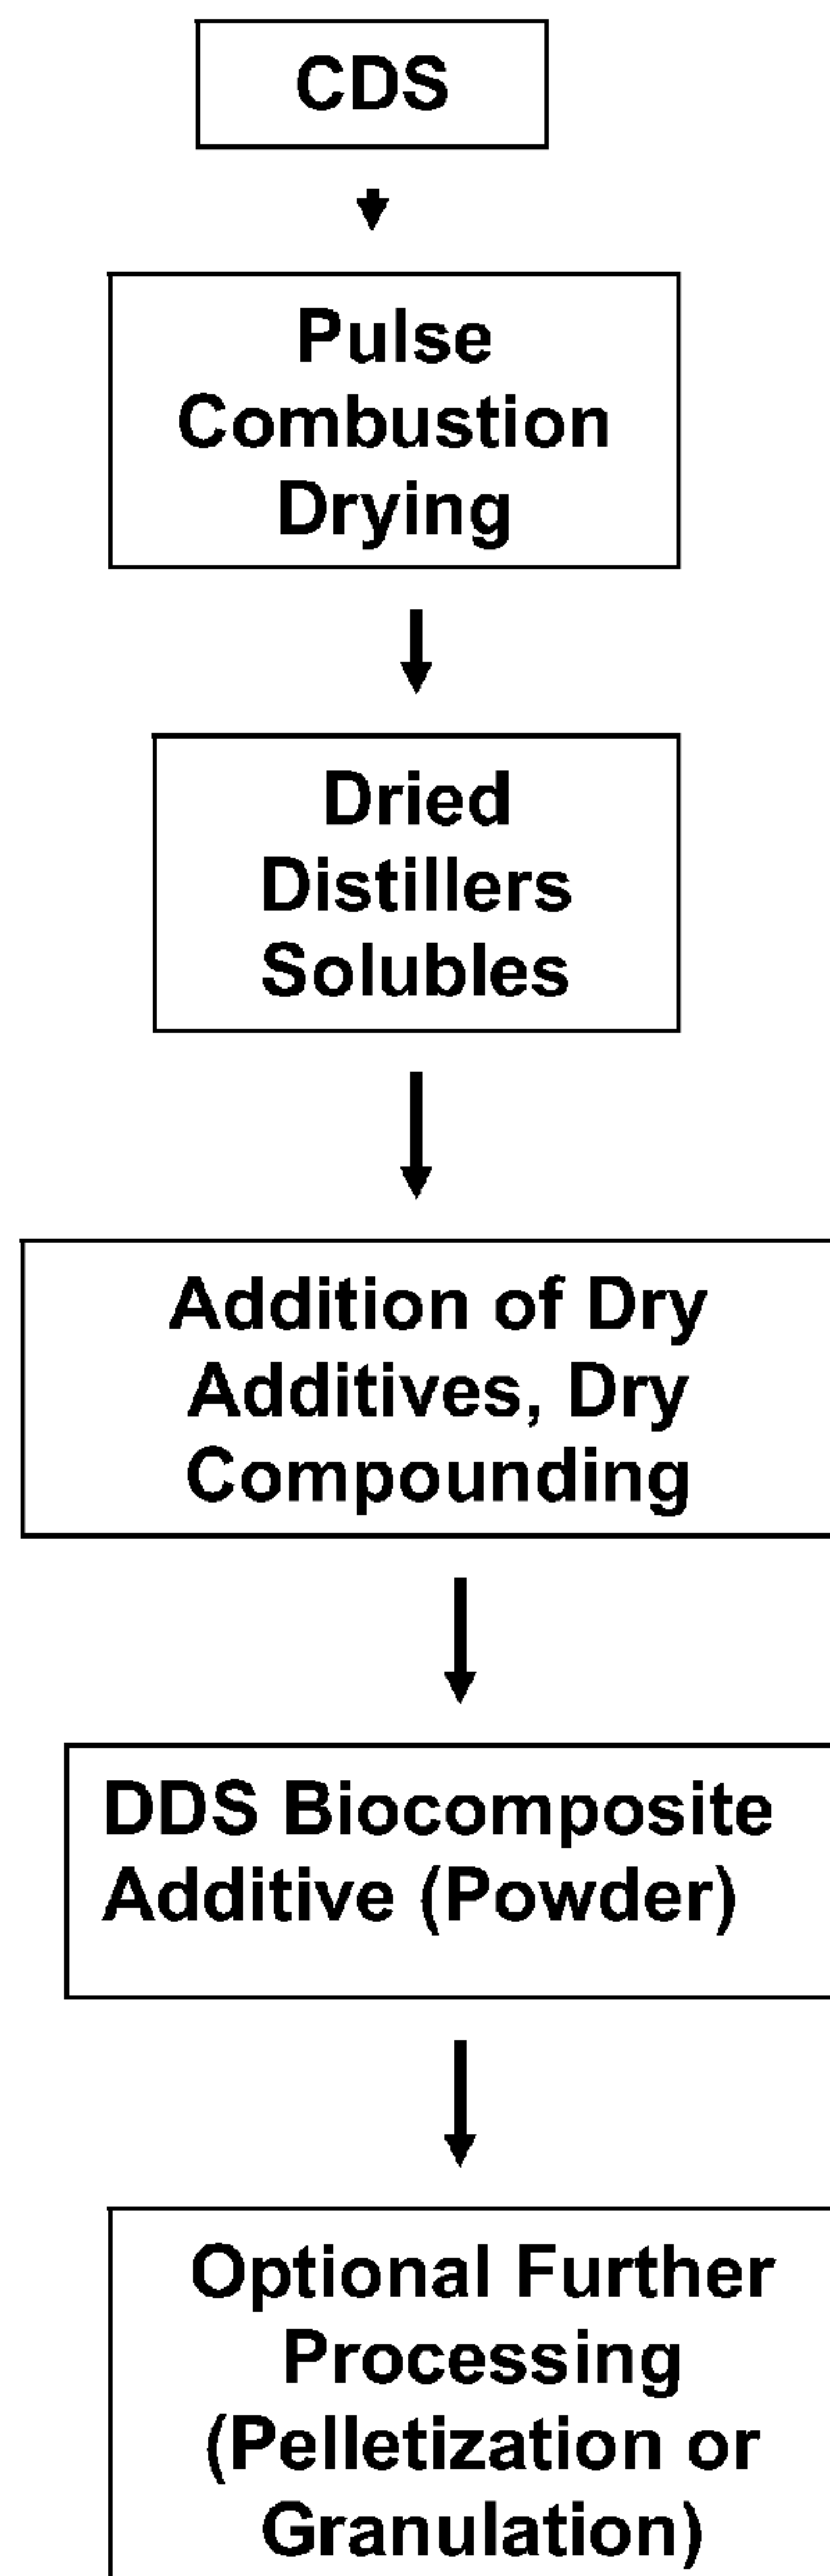 CDS
Pulse
Combustion
Drying
Dried
Distillers
Solubles
Addition of Dry
Additives, Dry
Compounding
DDS Biocomposite
Additive (Powder)
Optional Further
Processing
(Pelletization or
Granulation)